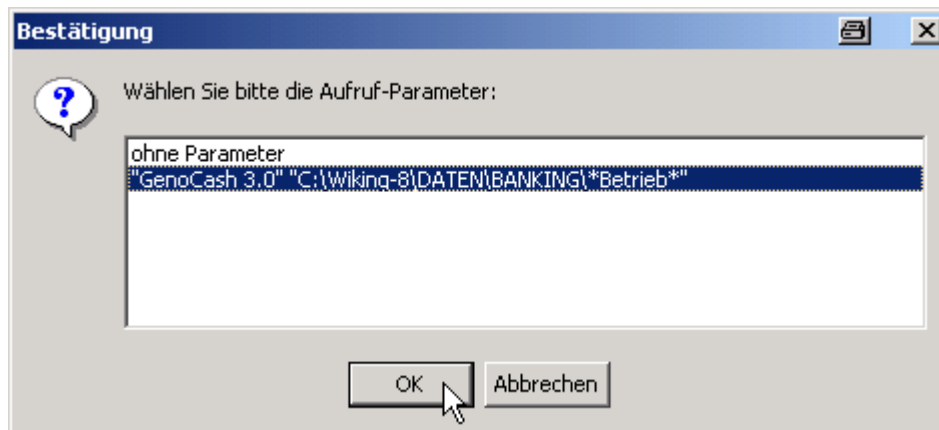 Bestätigung
Wählen Sie bitte die Aufruf-Parameter:
ohne Parameter
"GenoCash 3.0" "C:\Wiking-8\DATEN\BANKING\*Betrieb*"
OK
Abbrechen